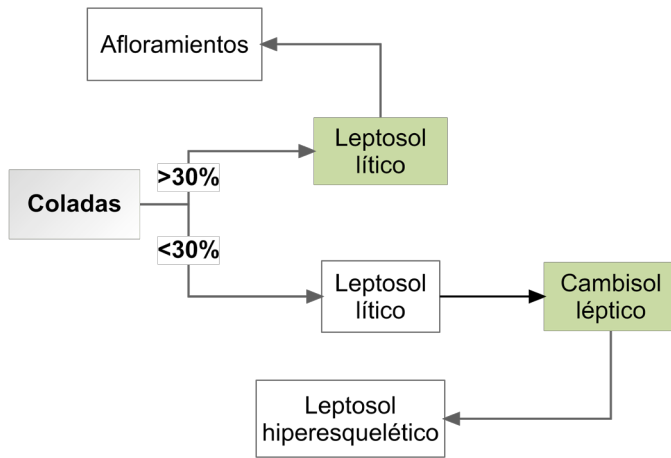 Afloramientos
Leptosol
lítico
>30%
Coladas
<30%
Leptosol
lítico
Cambisol
léptico
Leptosol
hiperesquelético